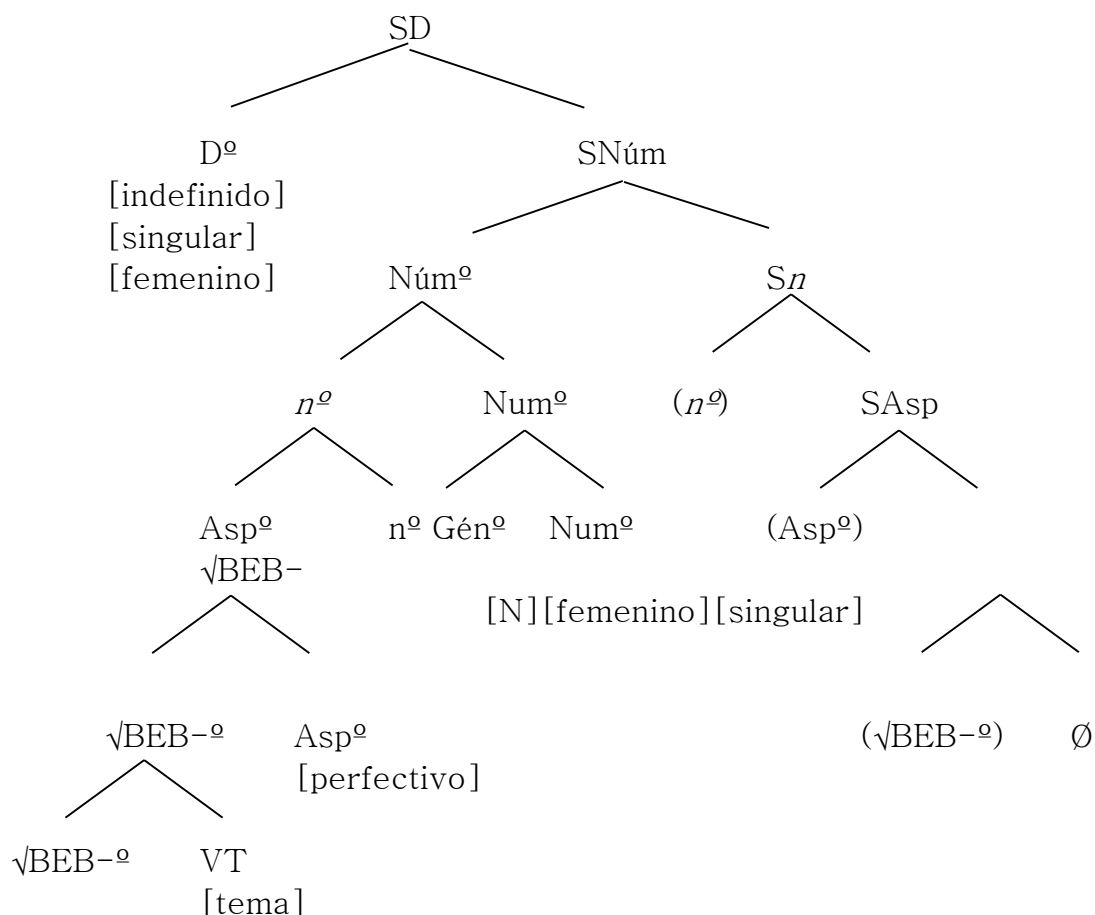 SD
Dº SNúm
[indefinido]
[singular]
[femenino] Númº Sn
nº Numº (nº) SAsp
Aspº nº Génº Numº (Aspº)
√BEB-
[N][femenino][singular]
√BEB-º Aspº (√BEB-º) Ø
[perfectivo]
√BEB-º VT
[tema]